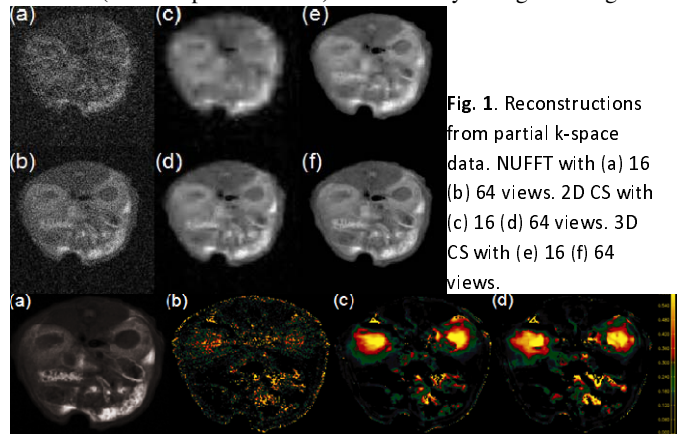 (a)
(c)
(e)
(b)
(d)
(f)
Fig. 1. Reconstructions
from partial k-space
data. NUFFT with (a) 16
(b) 64 views. 2D CS with
(c) 16 (d) 64 views. 3D
CS with (e) 16 (f) 64
views.
(a)
(b)
(c)
(d)